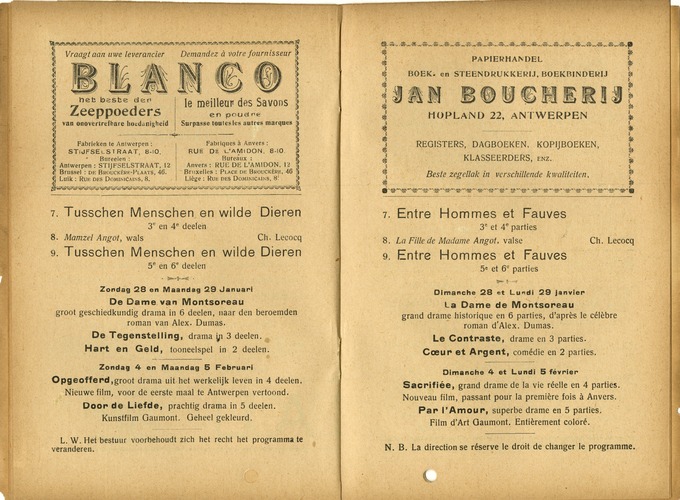 Vraagt aan uwe leverancier
Demandez à votre fournisseur
BLANCO
het beste der
Zeeppoeders
van onovertrefbare hoedanigheid
le meilleur des Savons
en poudre
Surpasse toutes les autres marques
Fabrieken te Antwerpen :
STIJFSELSTRAAT, 8-10.
Bureelen :
Antwerpen : STIJFSELSTRAAT, 12
Brussel : DE BROUCKÈRE-PLAATS, 46
Luik : RUE DES DOMINICAINS, 8'
Fabriques à Anvers :
RUE DE L'AMIDON, 8-10.
Bureaux :
Anvers : RUE DE L'AMIDON, 12
Bruxelles : PLACE DE BROUCKÈRE, 46
Liège : RUE DES DOMINICAINS, 8'
7. Tusschen Menschen en wilde Dieren
3e en 4e deelen
8. Mamzel Angot, wals Ch. Lecocq
9. Tusschen Menschen en wilde Dieren
5e en 6e deelen
Zondag 28 en Maandag 29 Januari
De Dame van Montsoreau
groot geschiedkundig drama in 6 deelen, naar den beroemden
roman van Alex. Dumas.
De Tegenstelling, drama in 3 deelen.
Hart en Geld, tooneelspel in 2 deelen.
Zondag 4 en Maandag 5 Februari
Opgeofferd, groot drama uit het werkelijk leven in 4 deelen.
Nieuwe film, voor de eerste maal te Antwerpen vertoond.
Door de Liefde, prachtig drama in 5 deelen.
Kunstfilm Gaumont. Geheel gekleurd.
L. W. Het bestuur voorbehoudt zich het recht het programma te
veranderen.
PAPIERHANDEL
BOEK- en STEENDRUKKERIJ, BOEKBINDERIJ
JAN BOUCHERIJ
HOPLAND 22, ANTWERPEN
REGISTERS, DAGBOEKEN, KOPIJBOEKEN,
KLASSEERDERS, ENZ.
Beste zegellak in verschillende kwaliteiten.
7. Entre Hommes et Fauves
3e et 4e parties
8. La Fille de Madame Angot, valse Ch. Lecocq
9. Entre Hommes et Fauves
5e et 6e parties
Dimanche 28 et Lundi 29 janvier
La Dame de Montsoreau
grand drame historique en 6 parties, d'après le célèbre
roman d'Alex. Dumas.
Le Contraste, drame en 3 parties.
Cœur et Argent, comédie en 2 parties.
Dimanche 4 et Lundi 5 février
Sacrifiée, grand drame de la vie réelle en 4 parties.
Nouveau film, passant pour la première fois à Anvers.
Par l'Amour, superbe drame en 5 parties.
Film d'Art Gaumont. Entièrement coloré.
N. B. La direction se réserve le droit de changer le programme.